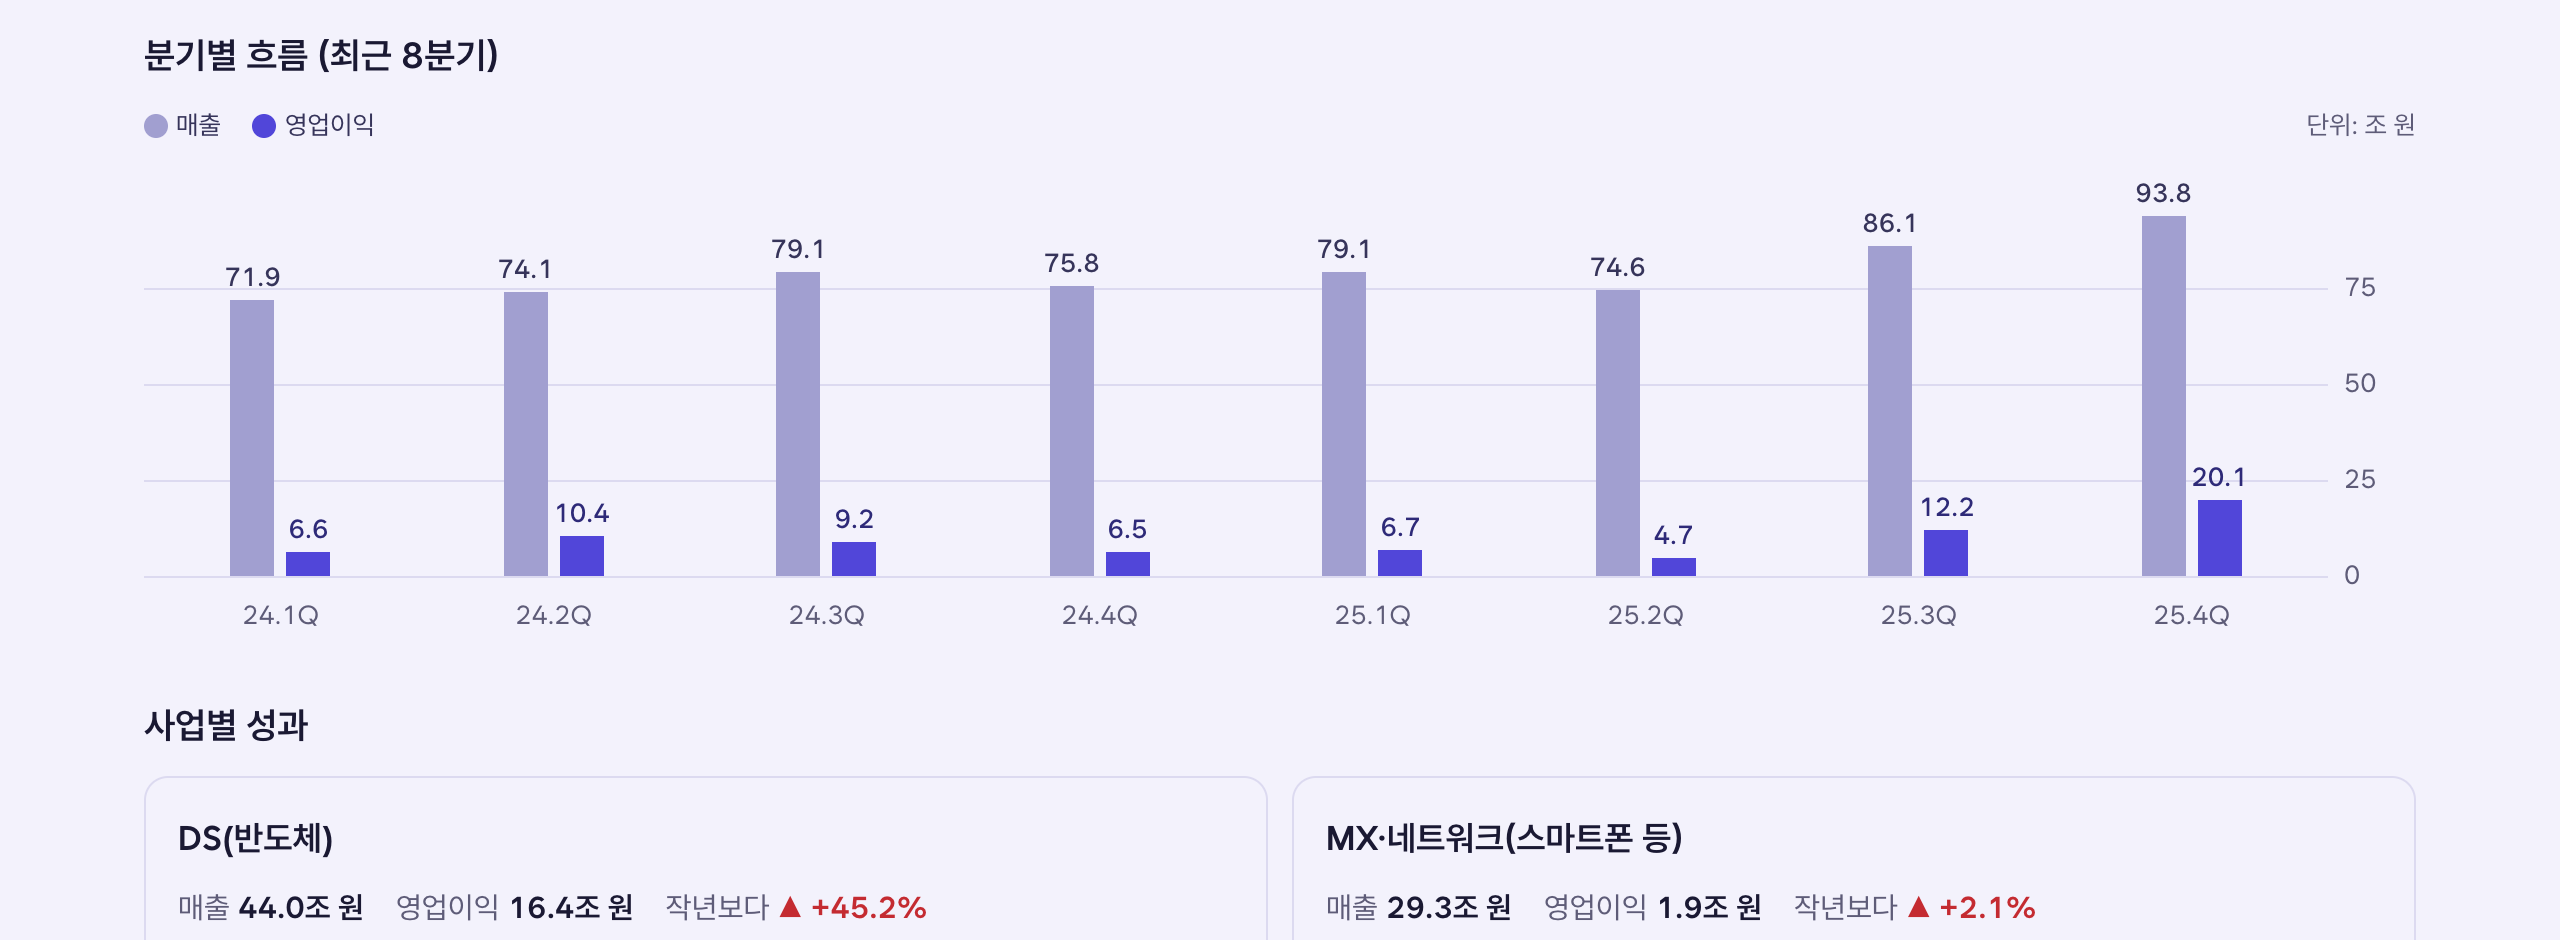 분기별 흐름 (최근 8분기)
매출 영업이익 단위: 조 원
71.9 74.1 79.1 75.8 79.1 74.6 86.1 93.8
75
50
25
0
6.6 10.4 9.2 6.5 6.7 4.7 12.2 20.1
24.1Q 24.2Q 24.3Q 24.4Q 25.1Q 25.2Q 25.3Q 25.4Q
사업별 성과
DS(반도체)
매출 44.0조 원 영업이익 16.4조 원 작년보다 ▲ +45.2%
MX·네트워크(스마트폰 등)
매출 29.3조 원 영업이익 1.9조 원 작년보다 ▲ +2.1%